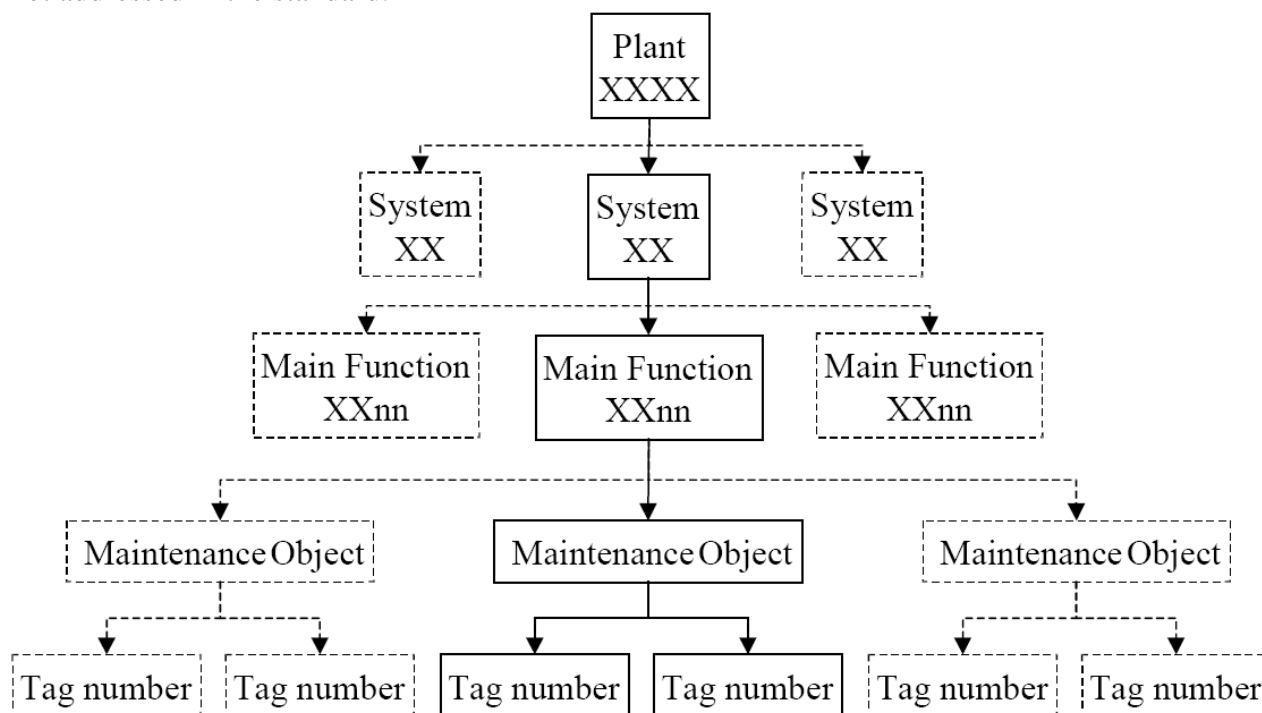 Plant
XXXX
System
XX
System
XX
System
XX
Main Function
XXnn
Main Function
XXnn
Main Function
XXnn
Maintenance Object
Maintenance Object
Maintenance Object
Tag number
Tag number
Tag number
Tag number
Tag number
Tag number